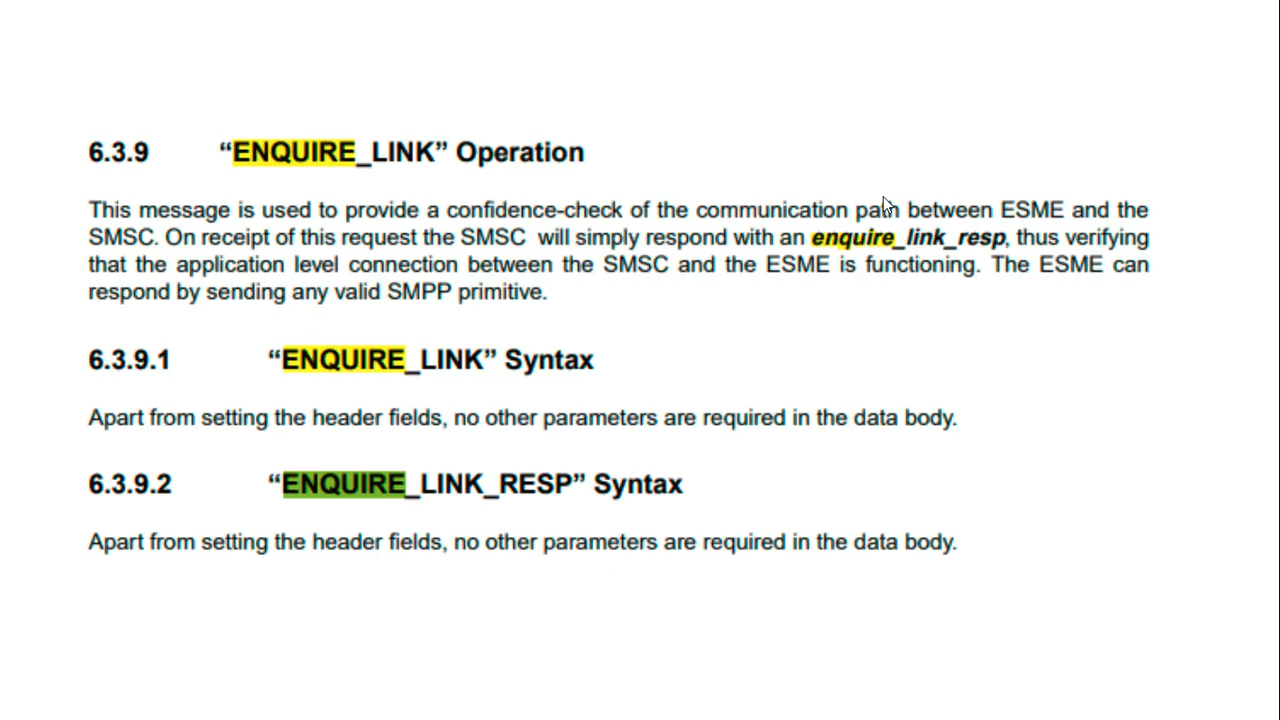 6.3.9 “ENQUIRE_LINK” Operation
This message is used to provide a confidence-check of the communication path between ESME and the
SMSC. On receipt of this request the SMSC will simply respond with an enquire_link_resp, thus verifying
that the application level connection between the SMSC and the ESME is functioning. The ESME can
respond by sending any valid SMPP primitive.
6.3.9.1 “ENQUIRE_LINK” Syntax
Apart from setting the header fields, no other parameters are required in the data body.
6.3.9.2 “ENQUIRE_LINK_RESP” Syntax
Apart from setting the header fields, no other parameters are required in the data body.